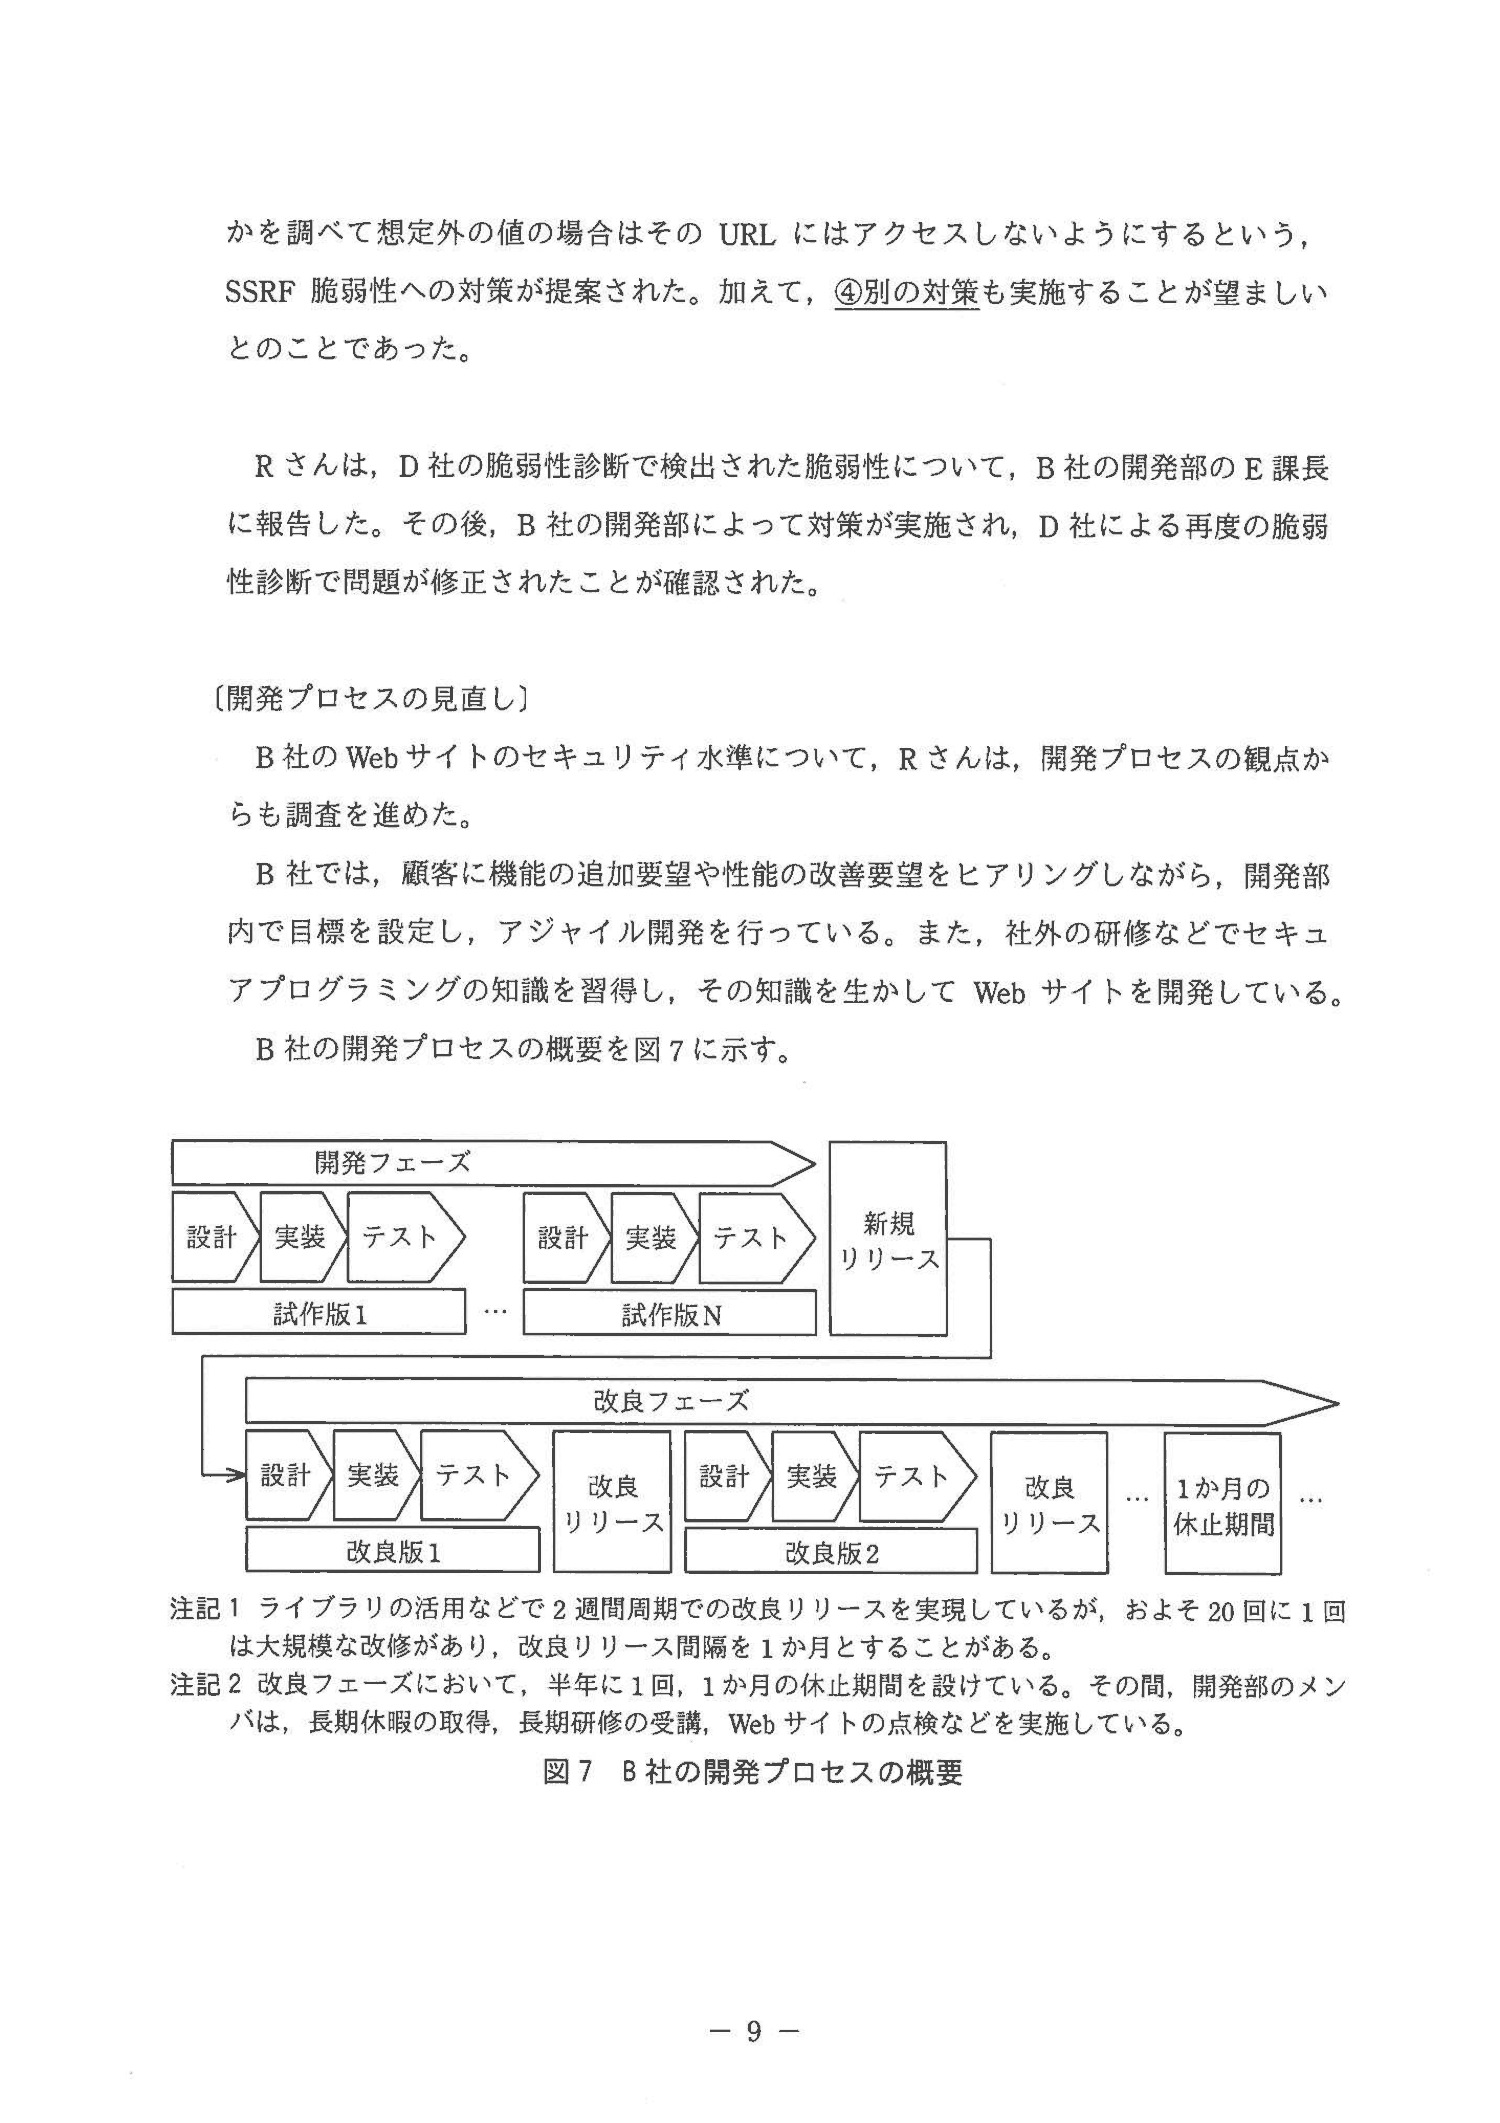 かを調べて想定外の値の場合はその URL にはアクセスしないようにするという，
SSRF 脆弱性への対策が提案された。加えて，④別の対策も実施することが望ましい
とのことであった。
R さんは，D 社の脆弱性診断で検出された脆弱性について，B 社の開発部の E 課長
に報告した。その後，B 社の開発部によって対策が実施され，D 社による再度の脆弱
性診断で問題が修正されたことが確認された。
〔開発プロセスの見直し〕
B 社の Web サイトのセキュリティ水準について，R さんは，開発プロセスの観点か
らも調査を進めた。
B 社では，顧客に機能の追加要望や性能の改善要望をヒアリングしながら，開発部
内で目標を設定し，アジャイル開発を行っている。また，社外の研修などでセキュ
アプログラミングの知識を習得し，その知識を生かして Web サイトを開発している。
B 社の開発プロセスの概要を図 7 に示す。
開発フェーズ
設計 実装 テスト
試作版1
…
設計 実装 テスト
試作版N
新規
リリース
改良フェーズ
設計 実装 テスト
改良版1
改良
リリース
設計 実装 テスト
改良版2
改良
リリース
…
1か月の
休止期間
…
注記 1 ライブラリの活用などで 2 週間周期での改良リリースを実現しているが，およそ 20 回に 1 回
は大規模な改修があり，改良リリース間隔を 1 か月とすることがある。
注記 2 改良フェーズにおいて，半年に 1 回，1 か月の休止期間を設けている。その間，開発部のメン
バは，長期休暇の取得，長期研修の受講，Web サイトの点検などを実施している。
図 7 B 社の開発プロセスの概要
− 9 −